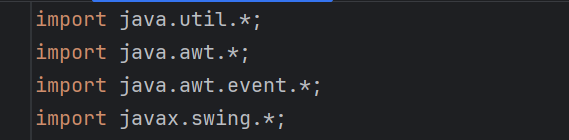 import java.util.*;
import java.awt.*;
import java.awt.event.*;
import javax.swing.*;